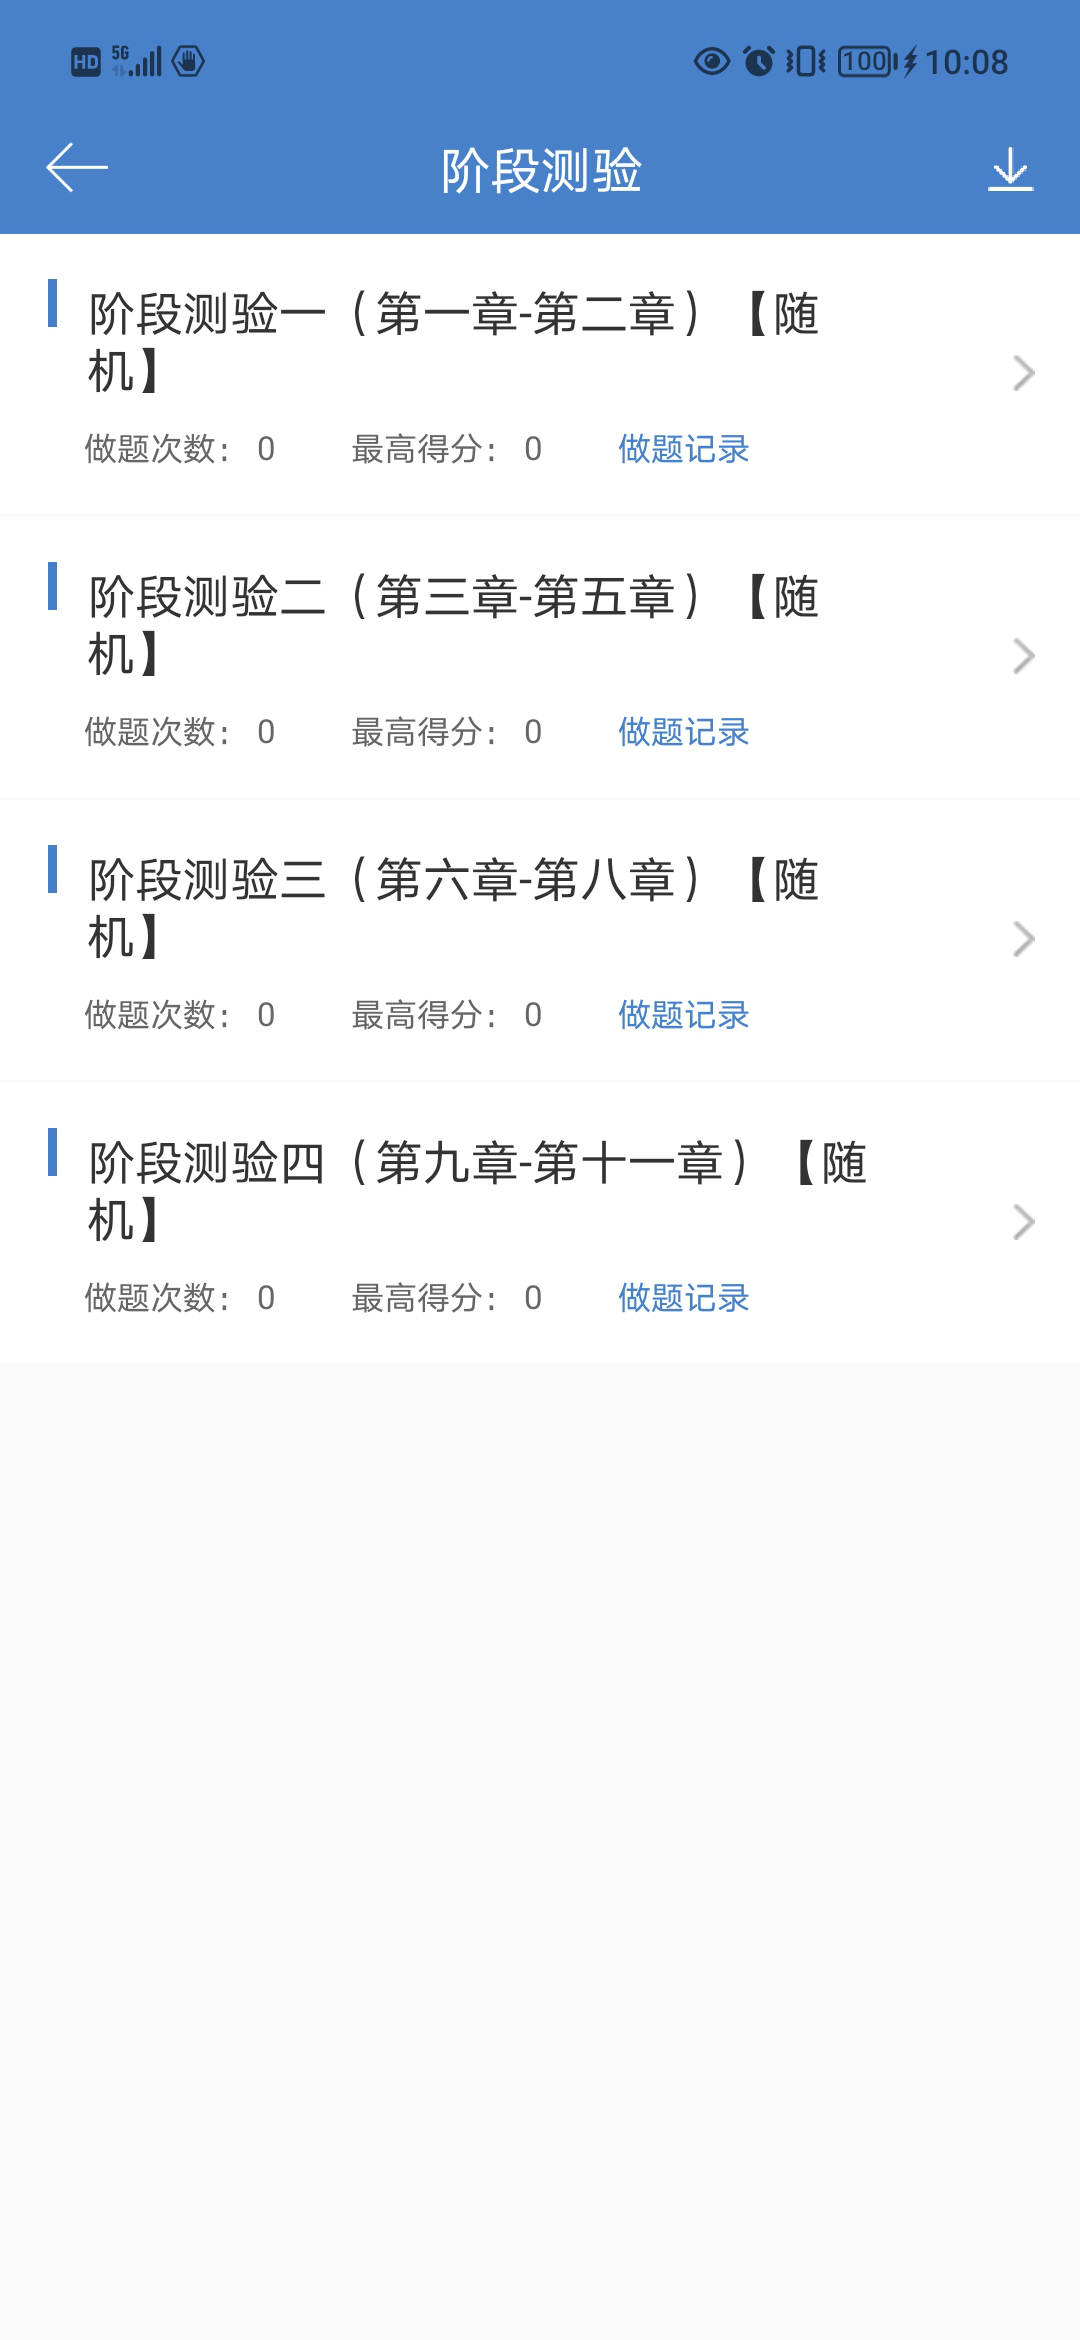 HD 5G 100 10:08
阶段测验
阶段测验一（第一章-第二章）【随
机】
做题次数: 0 最高得分: 0 做题记录
阶段测验二（第三章-第五章）【随
机】
做题次数: 0 最高得分: 0 做题记录
阶段测验三（第六章-第八章）【随
机】
做题次数: 0 最高得分: 0 做题记录
阶段测验四（第九章-第十一章）【随
机】
做题次数: 0 最高得分: 0 做题记录